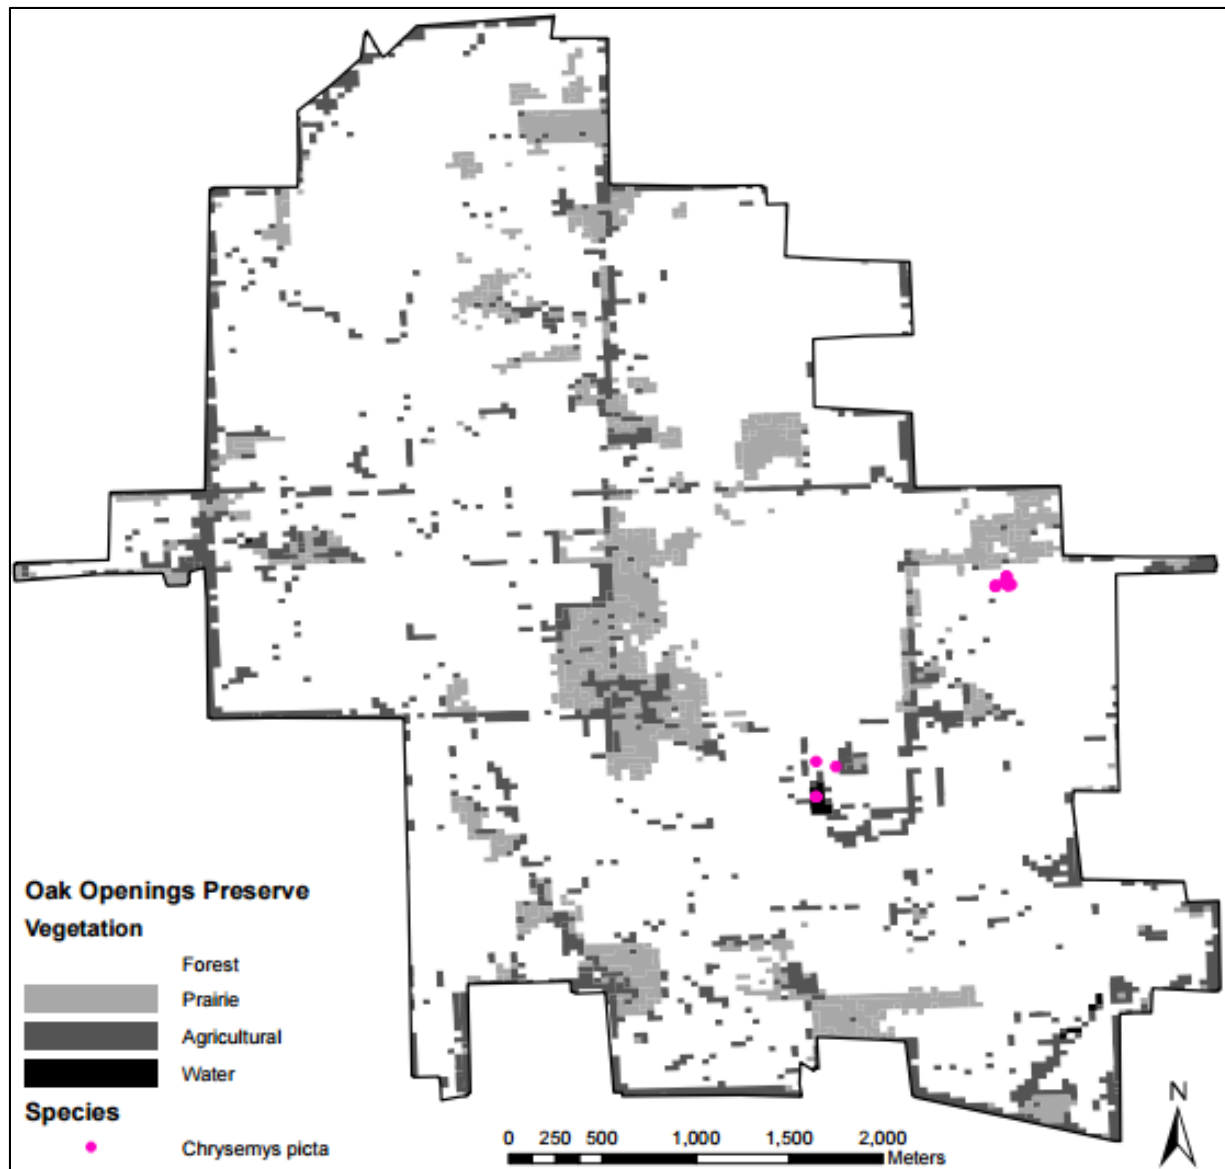 Oak Openings Preserve
Vegetation
Forest
Prairie
Agricultural
Water
Species
Chrysemys picta
0 250 500 1,000 1,500 2,000
Meters
N